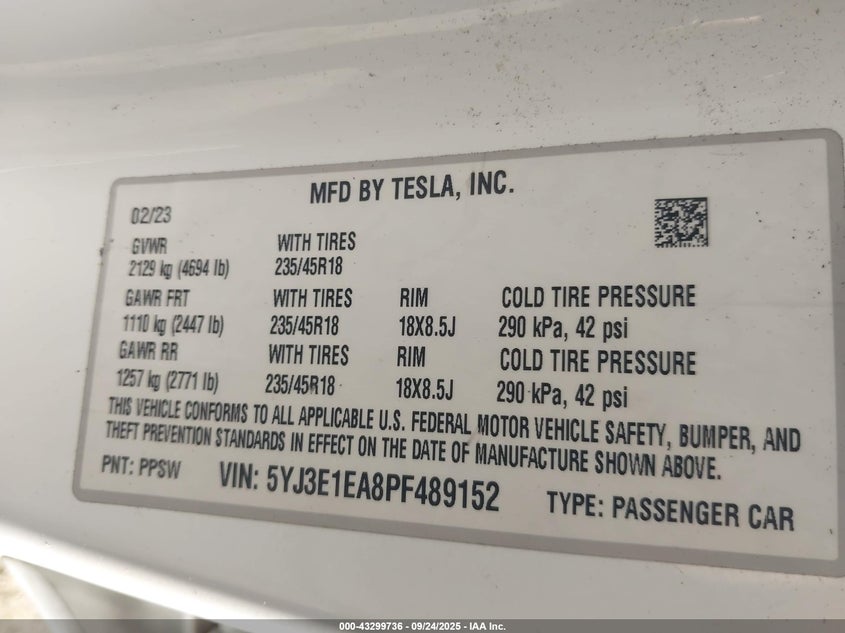 MFD BY TESLA, INC.
02/23
GVWR WITH TIRES
2129 kg (4694 lb) 235/45R18
GAWR FRT WITH TIRES RIM COLD TIRE PRESSURE
1110 kg (2447 lb) 235/45R18 18X8.5J 290 kPa, 42 psi
GAWR RR WITH TIRES RIM COLD TIRE PRESSURE
1257 kg (2771 lb) 235/45R18 18X8.5J 290 kPa, 42 psi
THIS VEHICLE CONFORMS TO ALL APPLICABLE U.S. FEDERAL MOTOR VEHICLE SAFETY, BUMPER, AND
THEFT PREVENTION STANDARDS IN EFFECT ON THE DATE OF MANUFACTURE SHOWN ABOVE.
PNT: PPSW VIN: 5YJ3E1EA8PF489152 TYPE: PASSENGER CAR
000-43299736 - 09/24/2025 - IAA Inc.